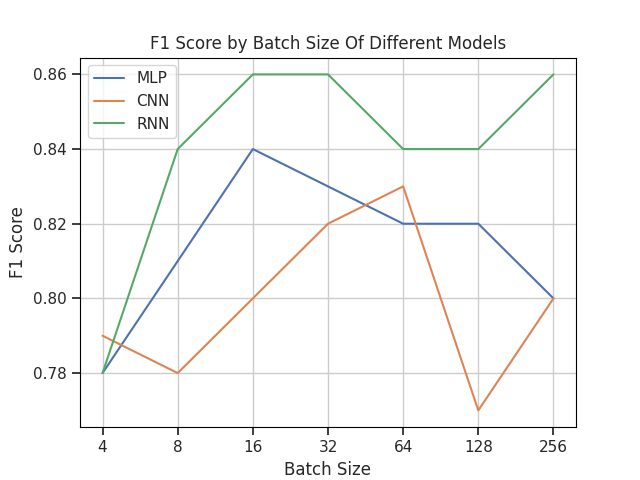 F1 Score by Batch Size Of Different Models
MLP
CNN
RNN
0.86
0.84
0.82
0.80
0.78
F1 Score
4 8 16 32 64 128 256
Batch Size